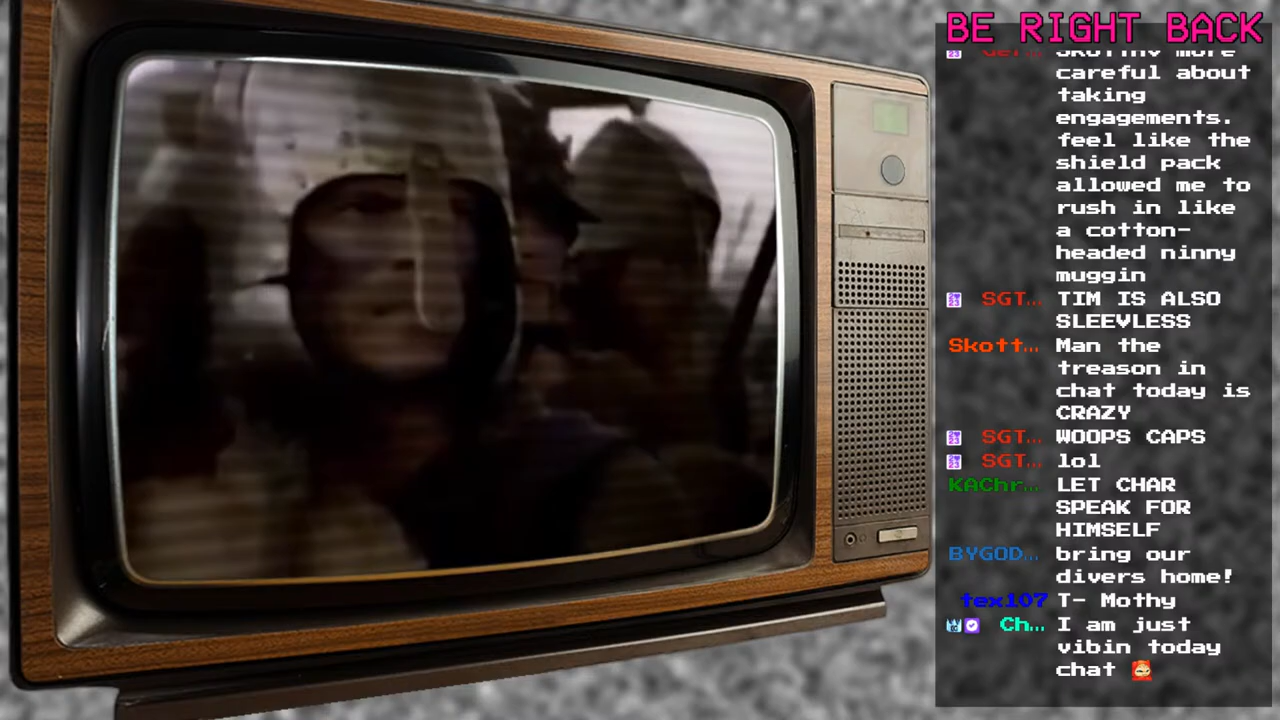 BE RIGHT BACK
careful about
taking
engagements.
feel like the
shield pack
allowed me to
rush in like
a cotton-
headed ninny
muggin
SGT... TIM IS ALSO
SLEEVLESS
Skott... Man the
treason in
chat today is
CRAZY
SGT... WOOPS CAPS
SGT... lol
KAChr... LET CHAR
SPEAK FOR
HIMSELF
BYGOD... bring our
divers home!
tex107 T- Mothy
Ch... I am just
vibin today
chat